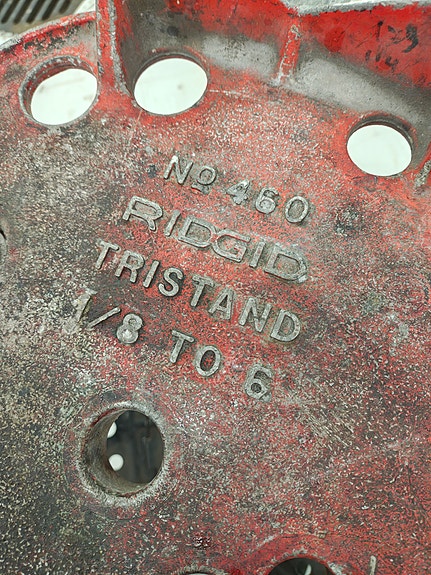 No 460
RIDGID
TRISTAND
1/8 TO 6